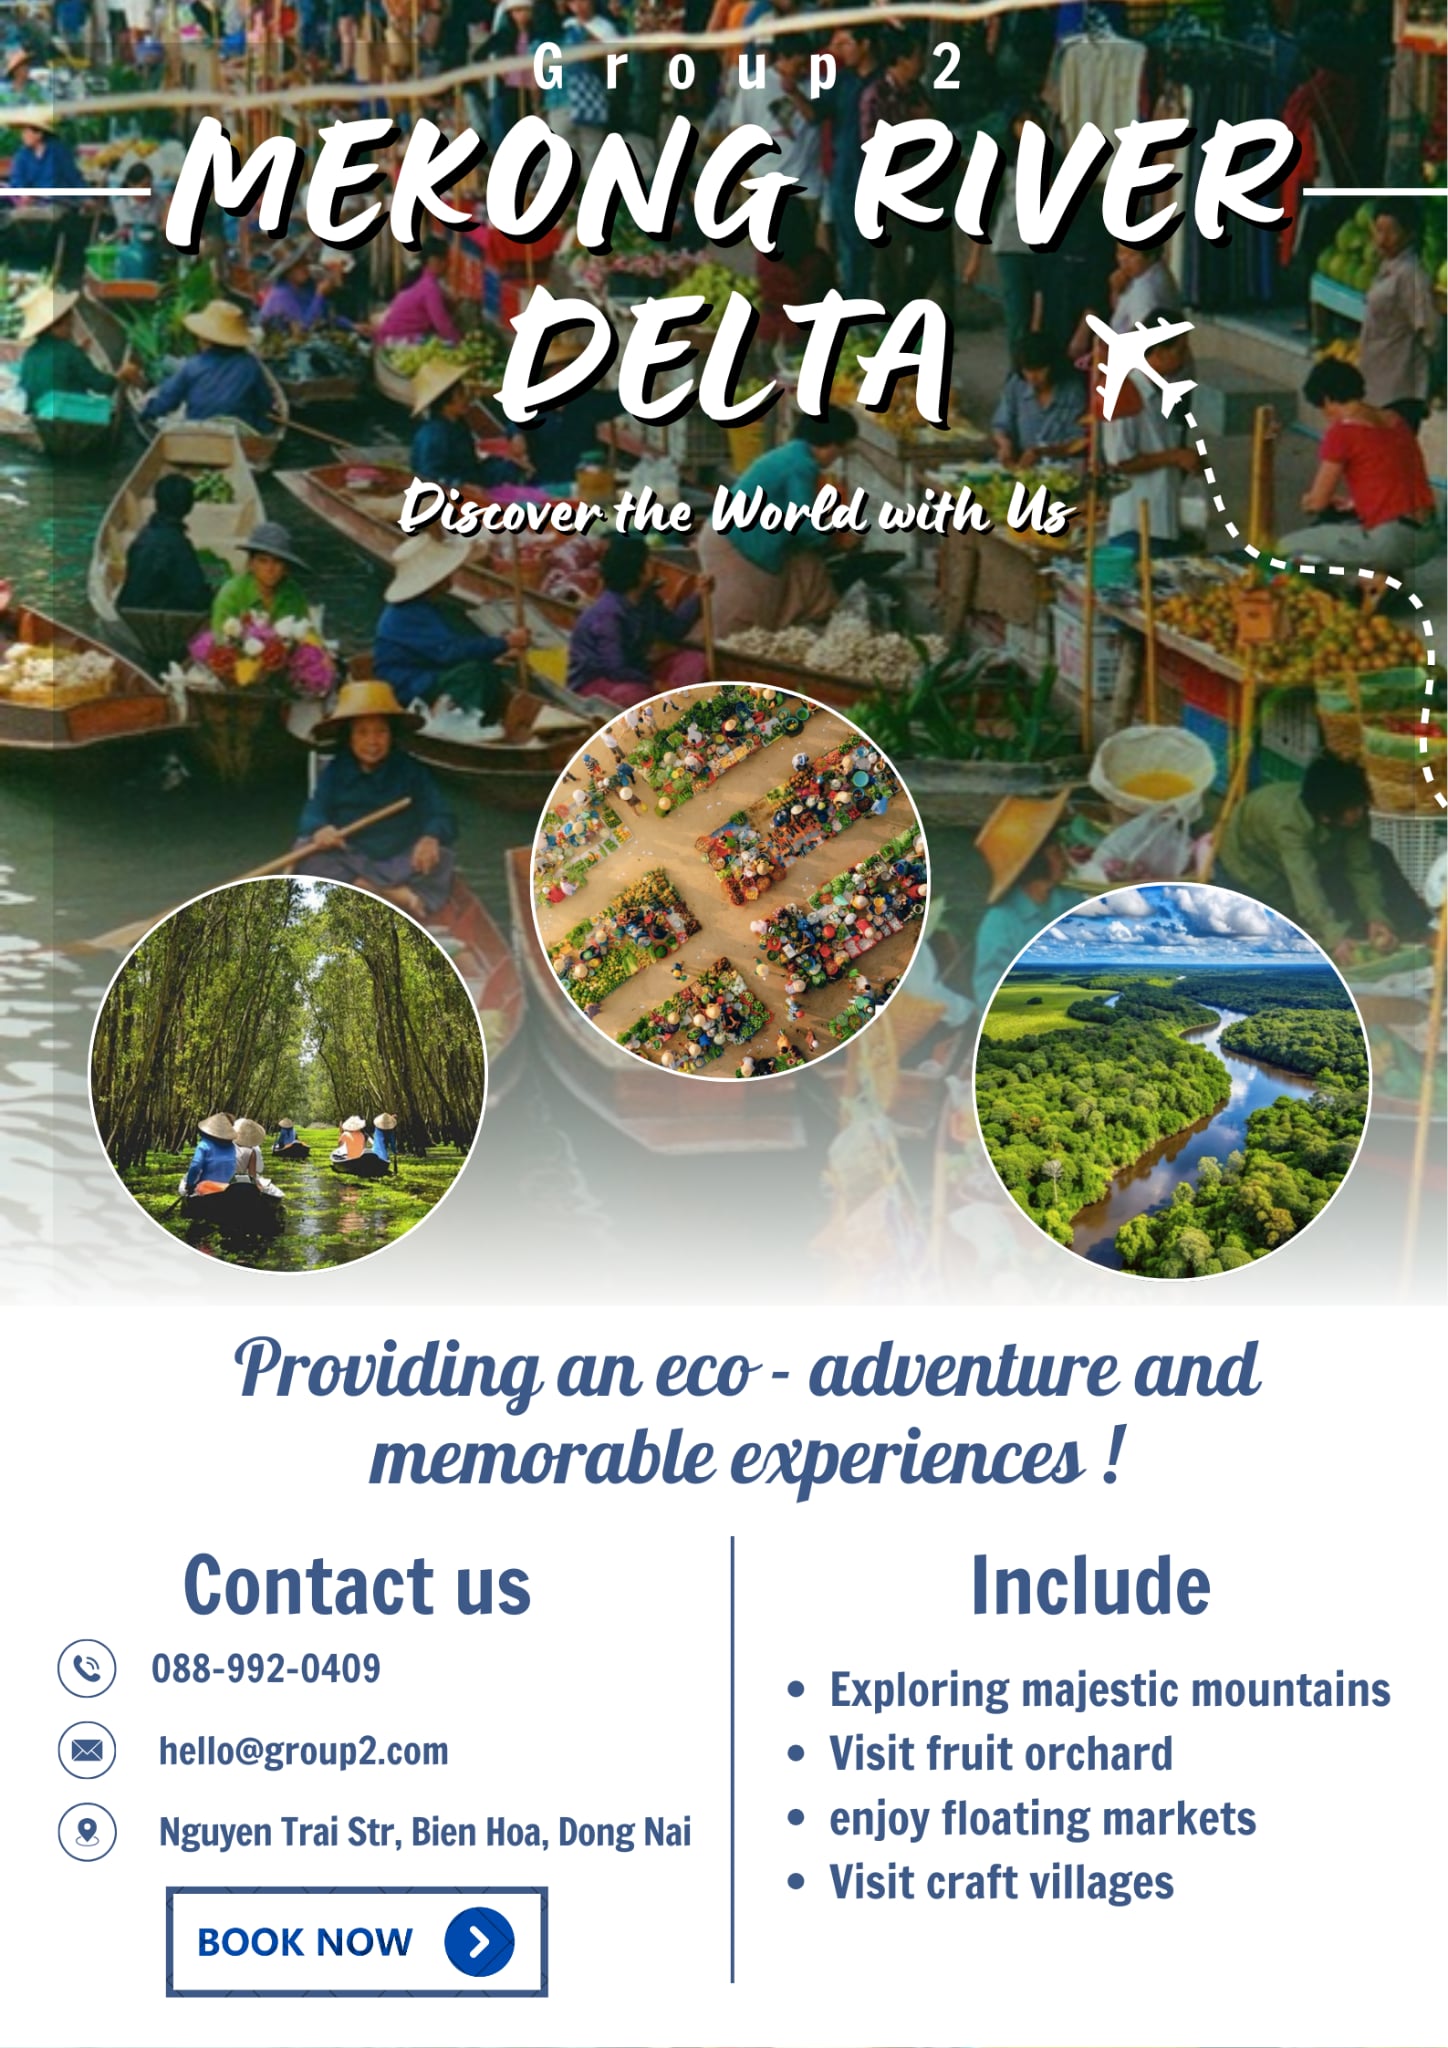 Group 2
MEKONG RIVER
DELTA
Discover the World with Us
Providing an eco - adventure and
memorable experiences !
Contact us
088-992-0409
hello@group2.com
Nguyen Trai Str, Bien Hoa, Dong Nai
BOOK NOW
Include
• Exploring majestic mountains
• Visit fruit orchard
• enjoy floating markets
• Visit craft villages